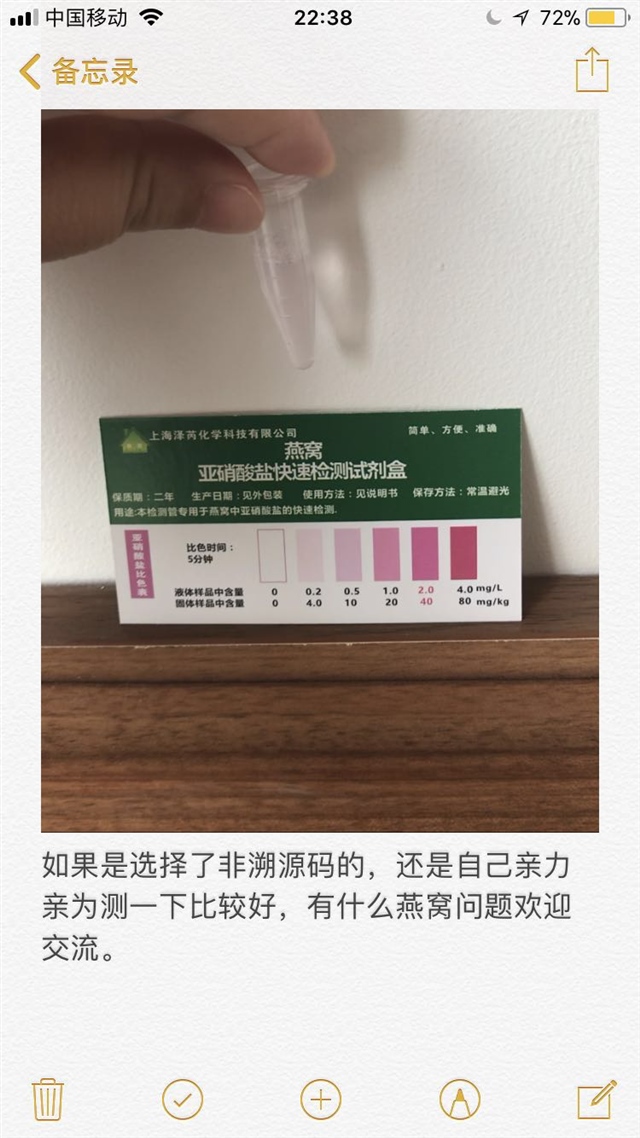 中国移动 22:38 72%
备忘录
上海泽芮化学科技有限公司 简单、方便、准确
燕窝
亚硝酸盐快速检测试剂盒
保质期：二年 生产日期：见外包装 使用方法：见说明书 保存方法：常温避光
用途:本检测管专用于燕窝中亚硝酸盐的快速检测.
亚硝酸盐比色表
比色时间：
5分钟
液体样品中含量 0 0.2 0.5 1.0 2.0 4.0 mg/L
固体样品中含量 0 4.0 10 20 40 80 mg/kg
如果是选择了非溯源码的，还是自己亲力
亲为测一下比较好，有什么燕窝问题欢迎
交流。